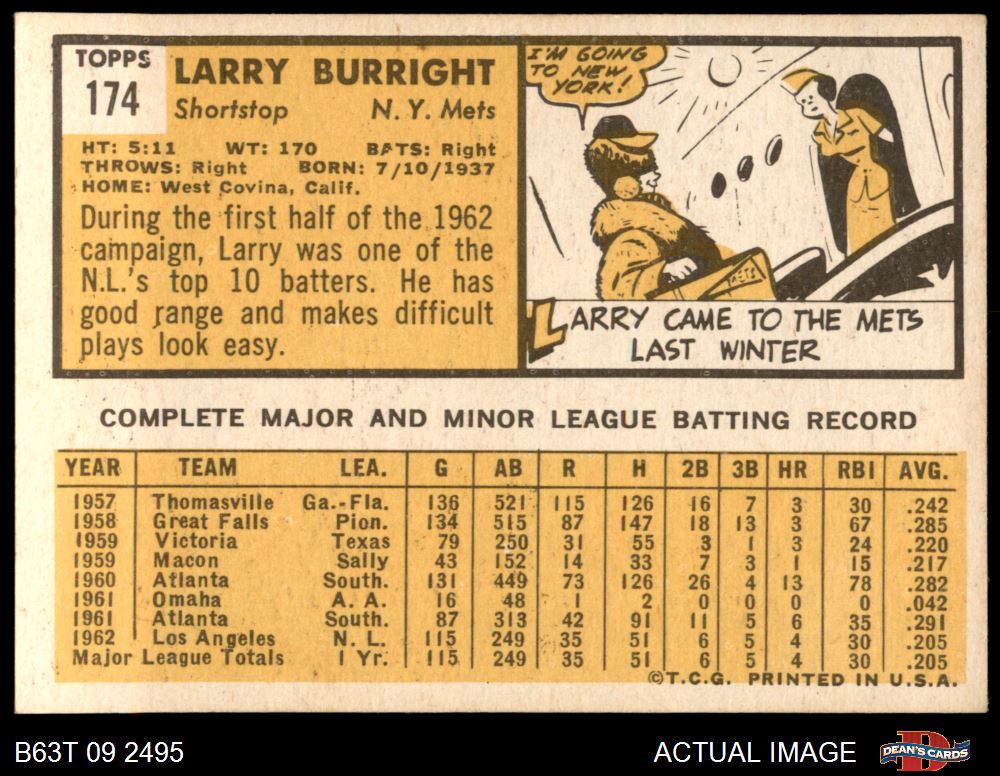 TOPPS
174
LARRY BURRIGHT
Shortstop N. Y. Mets
HT: 5:11 WT: 170 BATS: Right
THROWS: Right BORN: 7/10/1937
HOME: West Covina, Calif.
During the first half of the 1962
campaign, Larry was one of the
N.L.'s top 10 batters. He has
good range and makes difficult
plays look easy.
I'M GOING
TO NEW
YORK!
METS
LARRY CAME TO THE METS
LAST WINTER
COMPLETE MAJOR AND MINOR LEAGUE BATTING RECORD
YEAR TEAM LEA. G AB R H 2B 3B HR RBI AVG.
1957 Thomasville Ga.-Fla. 136 521 115 126 16 7 3 30 .242
1958 Great Falls Pion. 134 515 87 147 18 13 3 67 .285
1959 Victoria Texas 79 250 31 55 3 1 3 24 .220
1959 Macon Sally 43 152 14 33 7 3 1 15 .217
1960 Atlanta South. 131 449 73 126 26 4 13 78 .282
1961 Omaha A. A. 16 48 1 2 0 0 0 0 .042
1961 Atlanta South. 87 313 42 91 11 5 6 35 .291
1962 Los Angeles N. L. 115 249 35 51 6 5 4 30 .205
Major League Totals 1 Yr. 115 249 35 51 6 5 4 30 .205
©T.C.G. PRINTED IN U.S.A.
B63T 09 2495 ACTUAL IMAGE DEAN'S CARDS